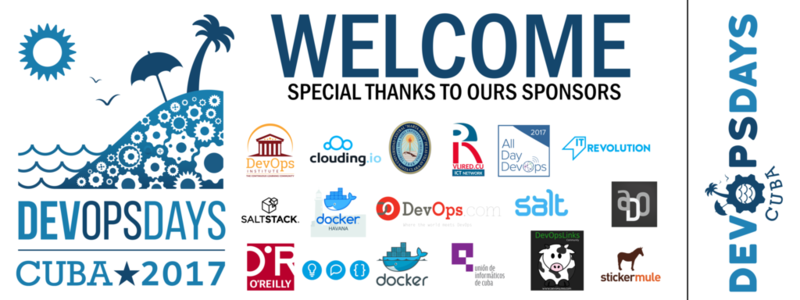 WELCOME
SPECIAL THANKS TO OURS SPONSORS
DEVOPSDAYS
CUBA★2017
DevOps
INSTITUTE
clouding.io
VLIRED.CU
ICT NETWORK
2017
All
Day
DevOps
IT
REVOLUTION
SALTSTACK
docker
HAVANA
DevOps.com
salt
O'R
O'REILLY
docker
unión de
informáticos
de cuba
DevOpsLinks
stickermule
DEVOPSDAYS
CUBA